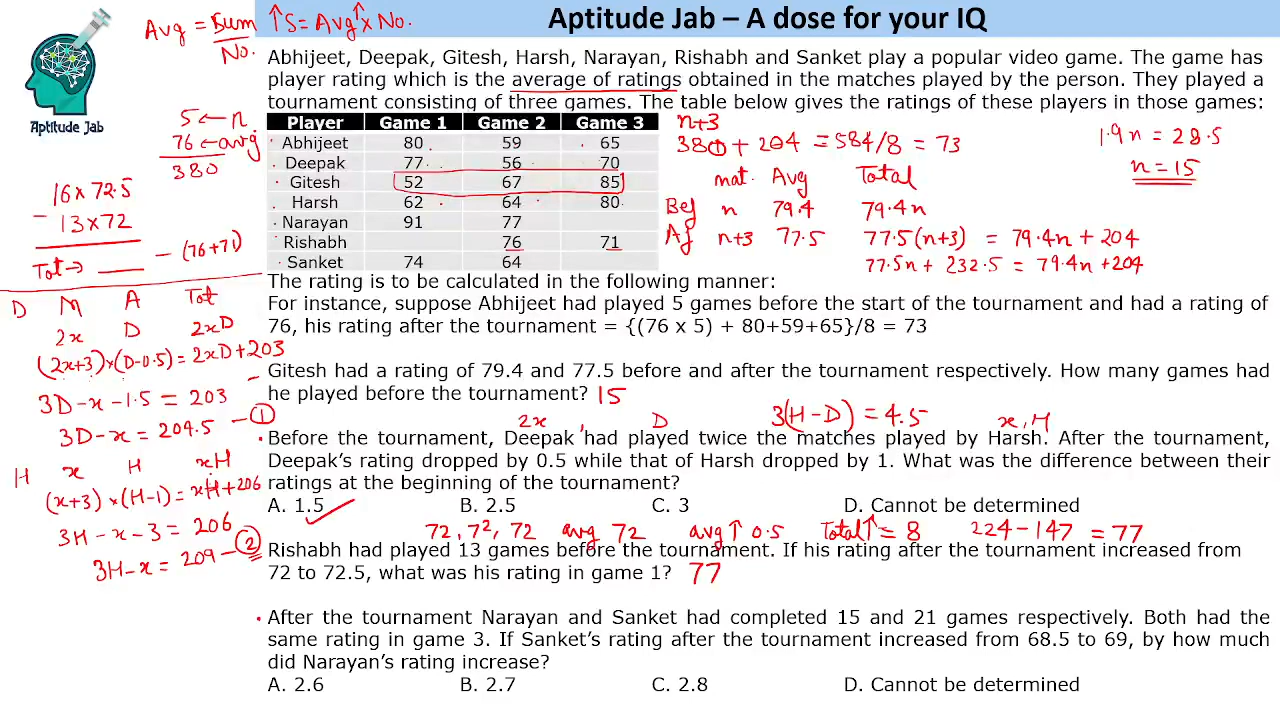 Aptitude Jab – A dose for your IQ
Aptitude Jab
Avg = Sum / No.
↑S = Avg↑ x No.
Abhijeet, Deepak, Gitesh, Harsh, Narayan, Rishabh and Sanket play a popular video game. The game has
player rating which is the average of ratings obtained in the matches played by the person. They played a
tournament consisting of three games. The table below gives the ratings of these players in those games:
Player Game 1 Game 2 Game 3
Abhijeet 80 59 65
Deepak 77 56 70
Gitesh 52 67 85
Harsh 62 64 80
Narayan 91 77
Rishabh 76 71
Sanket 74 64
5 ← n
76 ← avg
380
16 x 72.5
- 13 x 72
Tot → ____ - (76+71)
n+3
380 + 204 = 584/8 = 73
mat. Avg Total
Bef n 79.4 79.4n
Af n+3 77.5 77.5(n+3) = 79.4n + 204
77.5n + 232.5 = 79.4n + 204
1.9n = 28.5
n = 15
The rating is to be calculated in the following manner:
For instance, suppose Abhijeet had played 5 games before the start of the tournament and had a rating of
76, his rating after the tournament = {(76 x 5) + 80+59+65}/8 = 73
D M A Tot
2x D 2xD
(2x+3) x (D-0.5) = 2xD + 203
3D - x - 1.5 = 203
3D - x = 204.5 - ①
H x H xH
(x+3) x (H-1) = xH + 206
3H - x - 3 = 206
3H - x = 209 - ②
Gitesh had a rating of 79.4 and 77.5 before and after the tournament respectively. How many games had
he played before the tournament? 15
2x, D 3(H - D) = 4.5 x, H
Before the tournament, Deepak had played twice the matches played by Harsh. After the tournament,
Deepak's rating dropped by 0.5 while that of Harsh dropped by 1. What was the difference between their
ratings at the beginning of the tournament?
A. 1.5 B. 2.5 C. 3 D. Cannot be determined
72, 72, 72 avg 72 avg ↑ 0.5 Total↑ = 8 224 - 147 = 77
Rishabh had played 13 games before the tournament. If his rating after the tournament increased from
72 to 72.5, what was his rating in game 1? 77
After the tournament Narayan and Sanket had completed 15 and 21 games respectively. Both had the
same rating in game 3. If Sanket's rating after the tournament increased from 68.5 to 69, by how much
did Narayan's rating increase?
A. 2.6 B. 2.7 C. 2.8 D. Cannot be determined